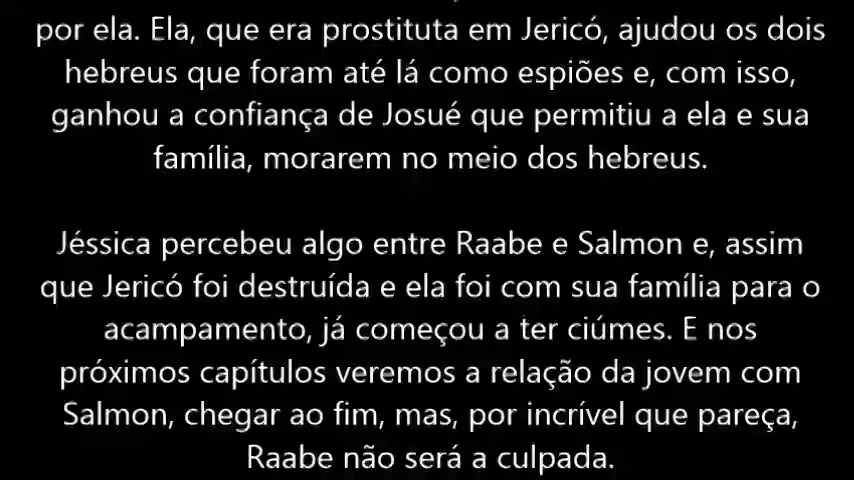 por ela. Ela, que era prostituta em Jericó, ajudou os dois
hebreus que foram até lá como espiões e, com isso,
ganhou a confiança de Josué que permitiu a ela e sua
família, morarem no meio dos hebreus.
Jéssica percebeu algo entre Raabe e Salmon e, assim
que Jericó foi destruída e ela foi com sua família para o
acampamento, já começou a ter ciúmes. E nos
próximos capítulos veremos a relação da jovem com
Salmon, chegar ao fim, mas, por incrível que pareça,
Raabe não será a culpada.